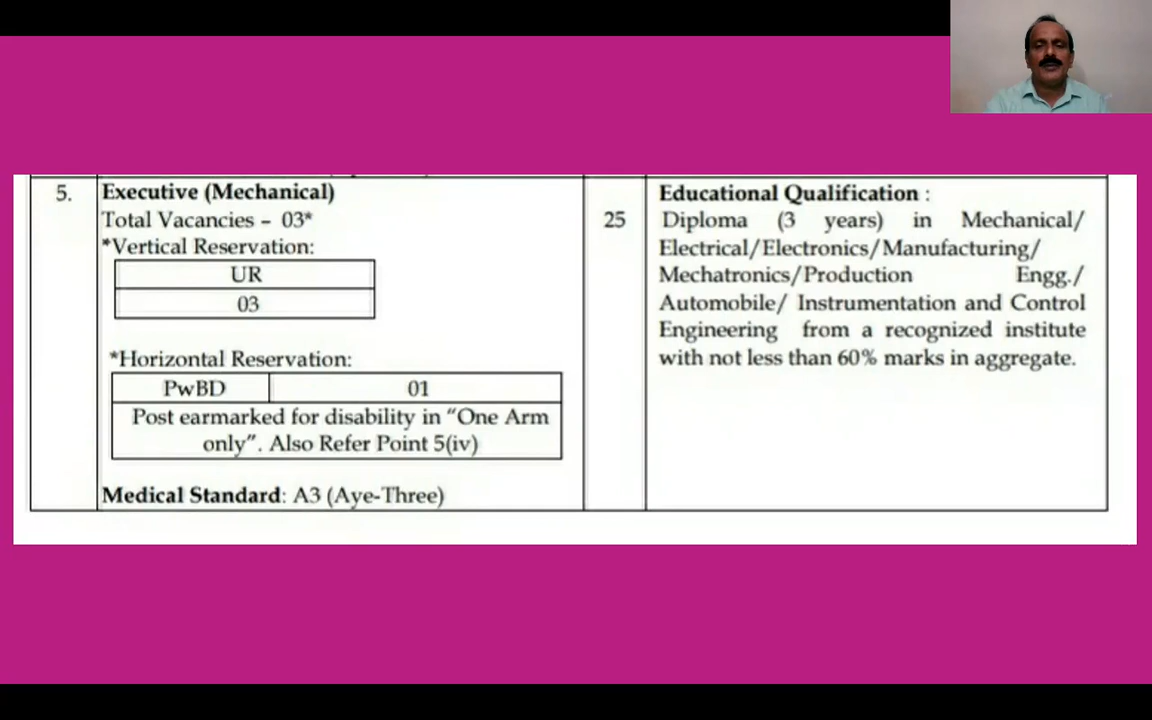 5.
Executive (Mechanical)
Total Vacancies – 03*
*Vertical Reservation:
UR
03
*Horizontal Reservation:
PwBD 01
Post earmarked for disability in “One Arm
only”. Also Refer Point 5(iv)
Medical Standard: A3 (Aye-Three)
25
Educational Qualification :
Diploma (3 years) in Mechanical/
Electrical/Electronics/Manufacturing/
Mechatronics/Production Engg./
Automobile/ Instrumentation and Control
Engineering from a recognized institute
with not less than 60% marks in aggregate.